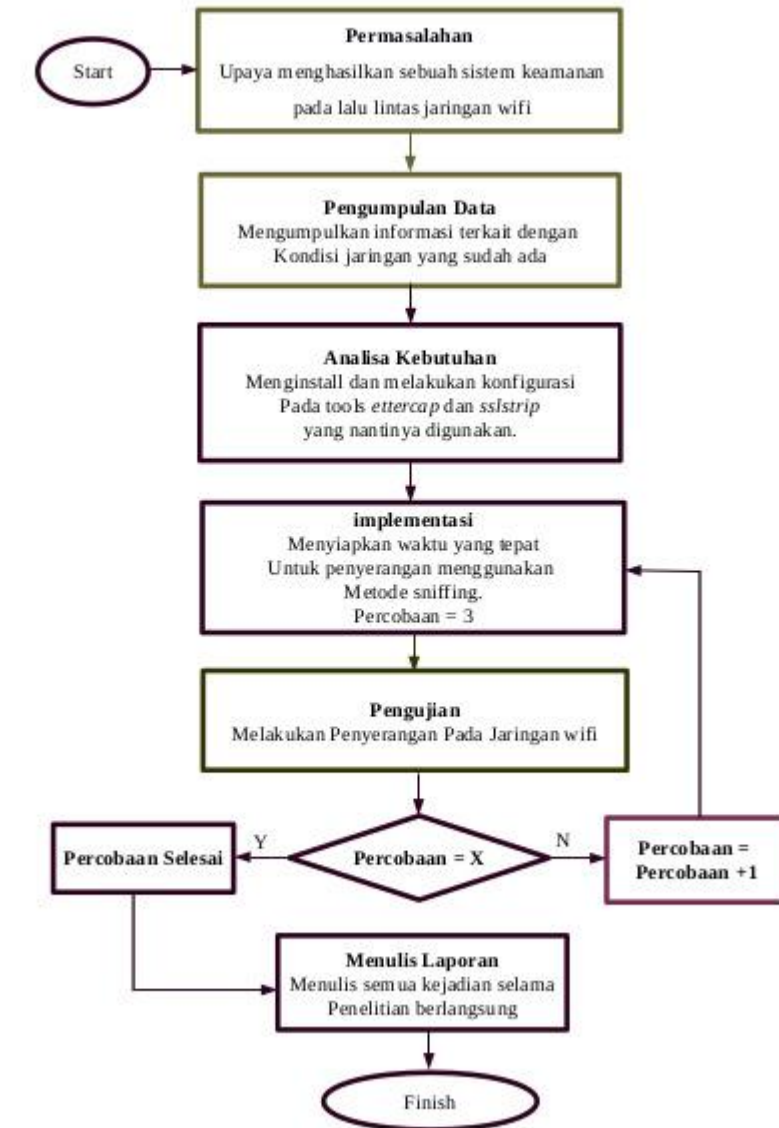 Start
Permasalahan
Upaya menghasilkan sebuah sistem keamanan
pada lalu lintas jaringan wifi
Pengumpulan Data
Mengumpulkan informasi terkait dengan
Kondisi jaringan yang sudah ada
Analisa Kebutuhan
Menginstall dan melakukan konfigurasi
Pada tools ettercap dan sslstrip
yang nantinya digunakan.
implementasi
Menyiapkan waktu yang tepat
Untuk penyerangan menggunakan
Metode sniffing.
Percobaan = 3
Pengujian
Melakukan Penyerangan Pada Jaringan wifi
Percobaan Selesai
Y
Percobaan = X
N
Percobaan =
Percobaan +1
Menulis Laporan
Menulis semua kejadian selama
Penelitian berlangsung
Finish